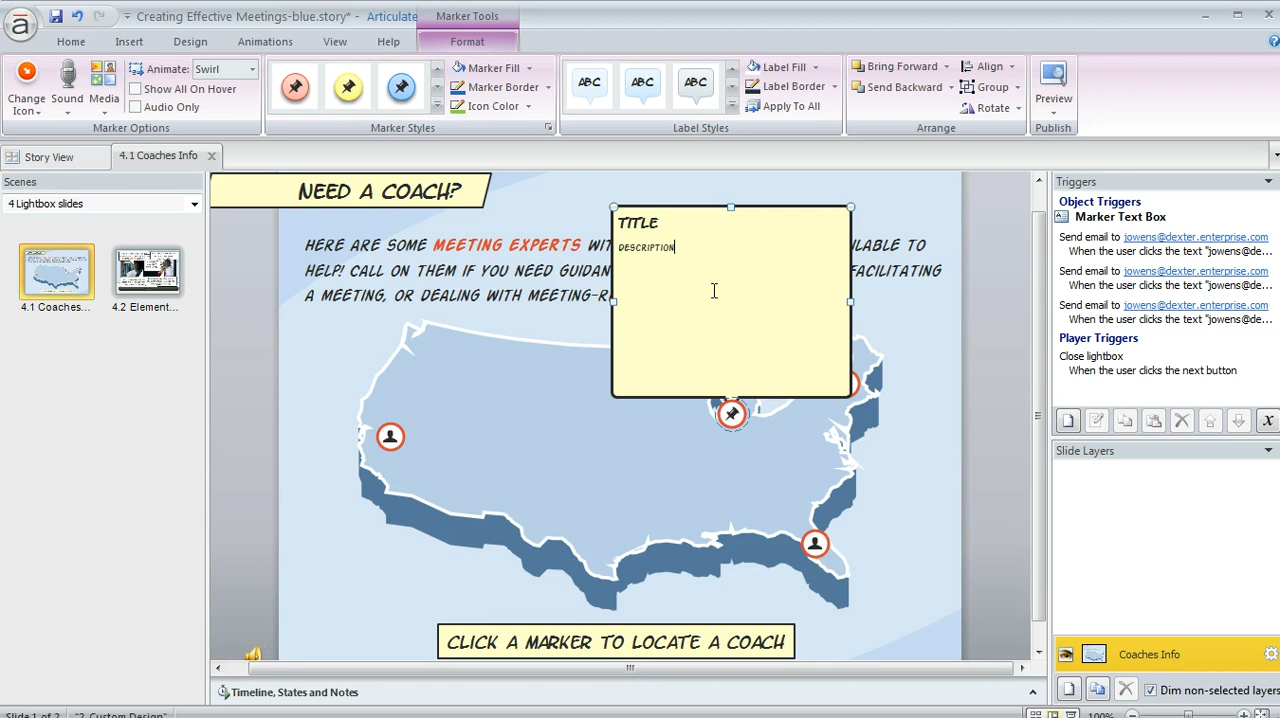 Creating Effective Meetings-blue.story* - Articulate
Marker Tools
Home
Insert
Design
Animations
View
Help
Format
Change
Icon
Sound
Media
Animate:
Swirl
Show All On Hover
Audio Only
Marker Options
Marker Fill
Marker Border
Icon Color
Marker Styles
ABC
ABC
ABC
Label Fill
Label Border
Apply To All
Label Styles
Bring Forward
Send Backward
Align
Group
Rotate
Arrange
Preview
Publish
Story View
4.1 Coaches Info
Scenes
4 Lightbox slides
4.1 Coaches...
4.2 Element...
NEED A COACH?
HERE ARE SOME MEETING EXPERTS WIT
ILABLE TO
HELP! CALL ON THEM IF YOU NEED GUIDAN
FACILITATING
A MEETING, OR DEALING WITH MEETING-R
TITLE
DESCRIPTION
CLICK A MARKER TO LOCATE A COACH
Timeline, States and Notes
Triggers
Object Triggers
Marker Text Box
Send email to jowens@dexter.enterprise.com
When the user clicks the text "jowens@de...
Send email to jowens@dexter.enterprise.com
When the user clicks the text "jowens@de...
Send email to jowens@dexter.enterprise.com
When the user clicks the text "jowens@de...
Player Triggers
Close lightbox
When the user clicks the next button
Slide Layers
Coaches Info
Dim non-selected layers
Slide 1 of 2
"2_Custom Design"
100%